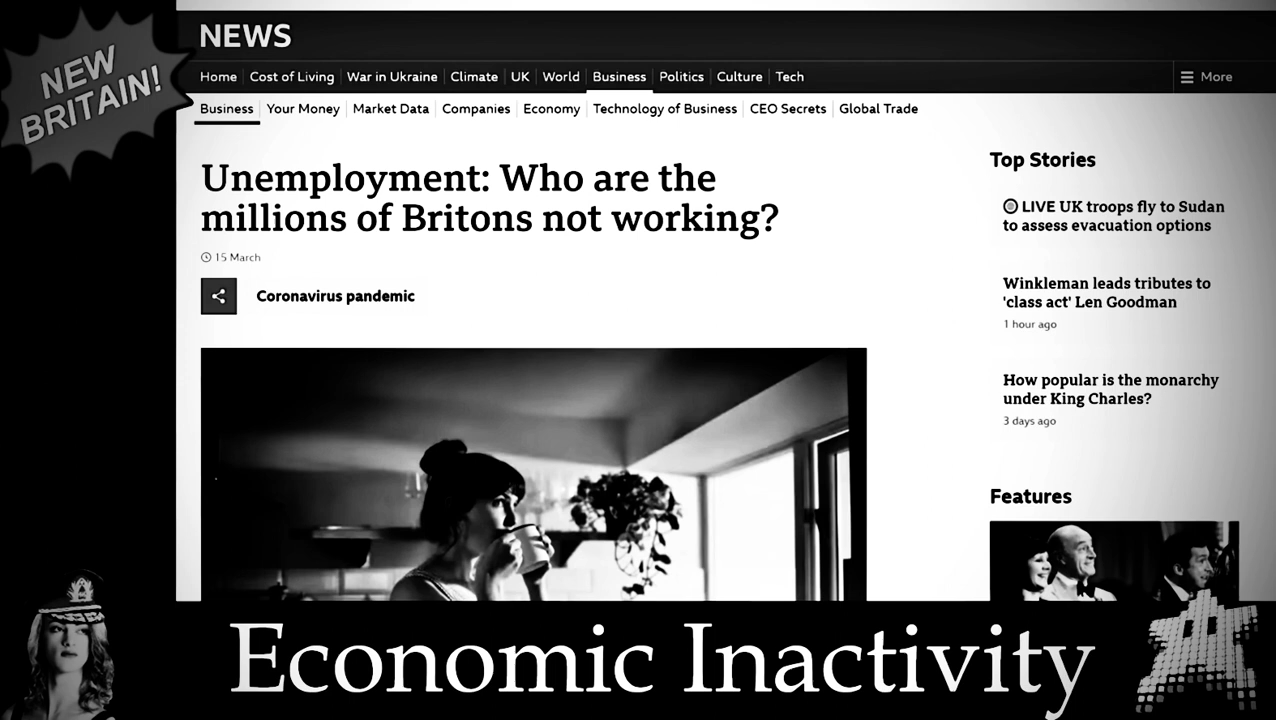 NEW
BRITAIN!
NEWS
Home Cost of Living War in Ukraine Climate UK World Business Politics Culture Tech More
Business Your Money Market Data Companies Economy Technology of Business CEO Secrets Global Trade
Unemployment: Who are the
millions of Britons not working?
15 March
Coronavirus pandemic
Top Stories
LIVE UK troops fly to Sudan
to assess evacuation options
Winkleman leads tributes to
'class act' Len Goodman
1 hour ago
How popular is the monarchy
under King Charles?
3 days ago
Features
Economic Inactivity